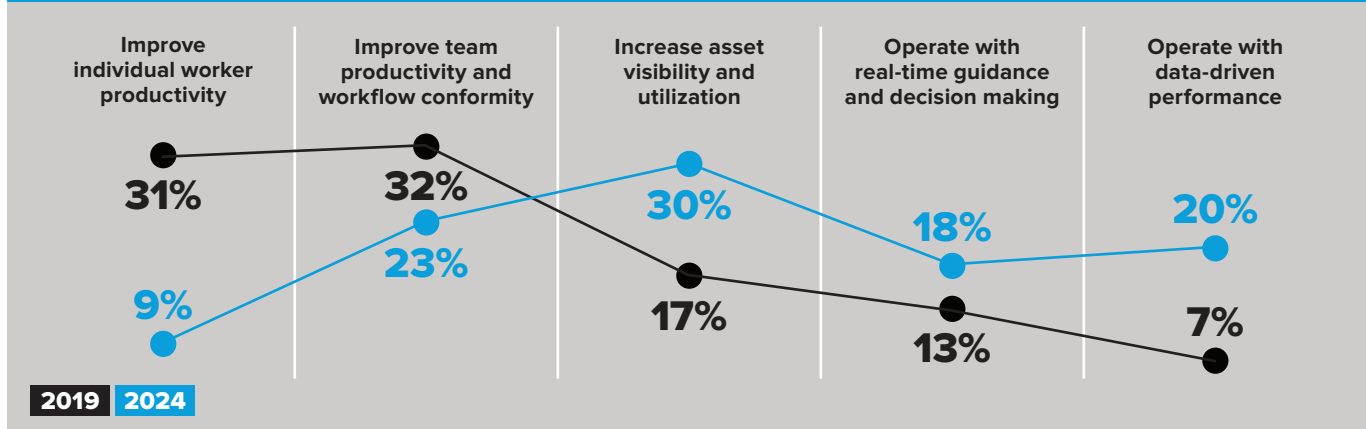 Improve
individual worker
productivity
Improve team
productivity and
workflow conformity
Increase asset
visibility and
utilization
Operate with
real-time guidance
and decision making
Operate with
data-driven
performance
31%
32%
30%
18%
20%
9%
23%
17%
13%
7%
2019 2024